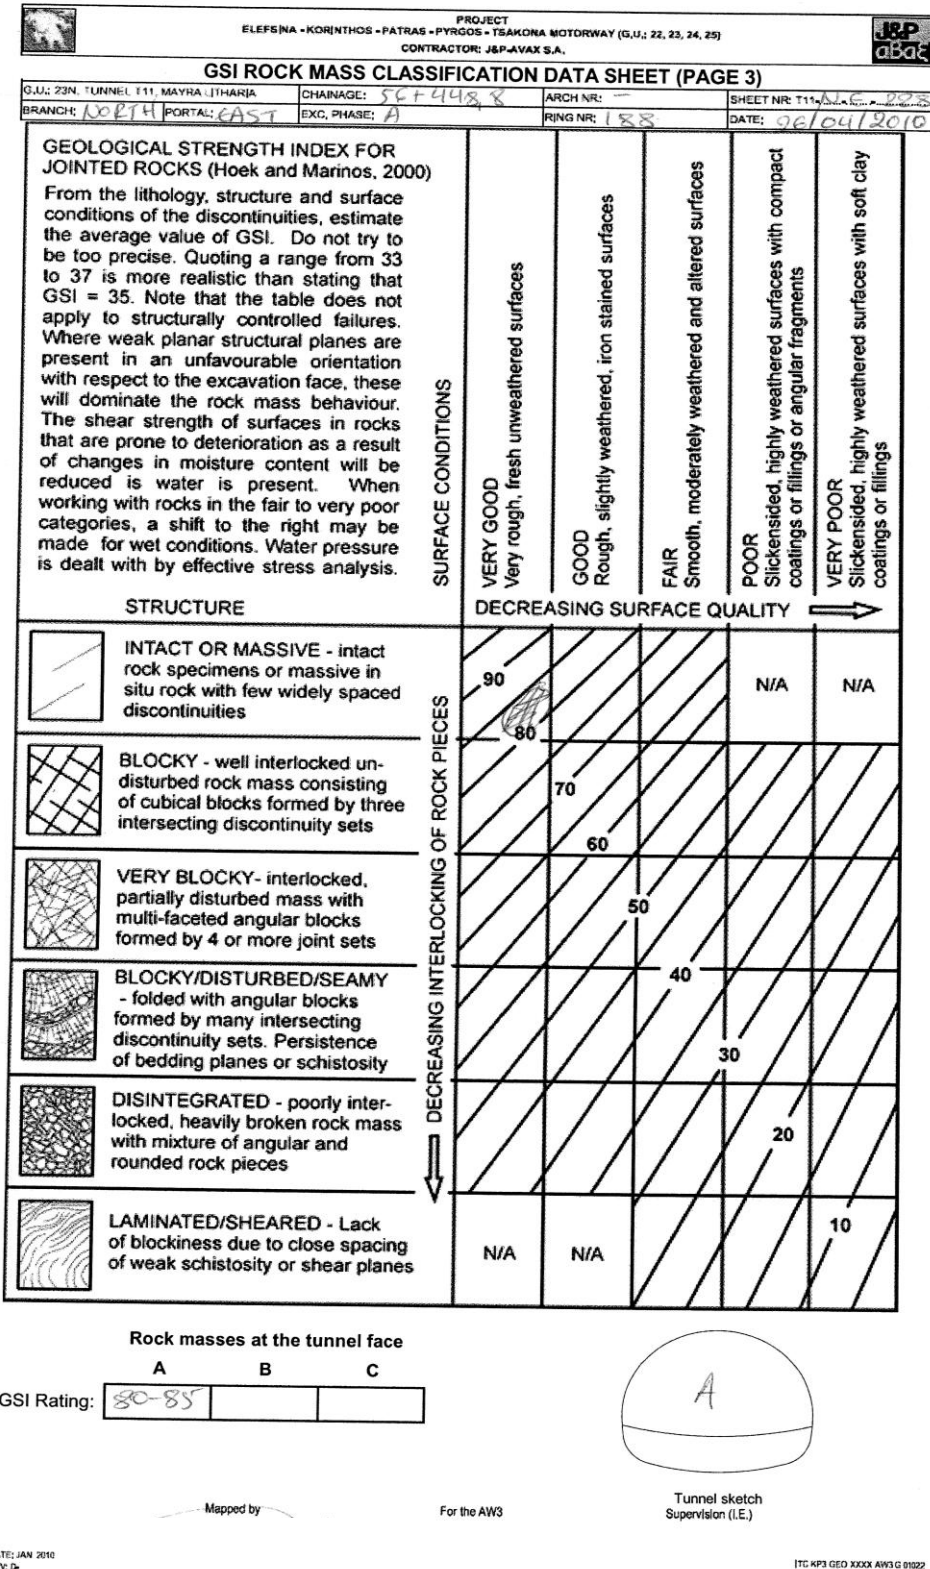 PROJECT
ELEFSINA - KORINTHOS - PATRAS - PYRGOS - TSAKONA MOTORWAY (G.U.: 22, 23, 24, 25)
CONTRACTOR: J&P-AVAX S.A.
J&P
αβαξ
GSI ROCK MASS CLASSIFICATION DATA SHEET (PAGE 3)
G.U.: 23N, TUNNEL T11, MAYRA LITHARIA
CHAINAGE: 56+448,8
ARCH NR: —
SHEET NR: T11-N.E.-
BRANCH: NORTH
PORTAL: EAST
EXC, PHASE: A
RING NR: 188
DATE: 06/04/2010
GEOLOGICAL STRENGTH INDEX FOR
JOINTED ROCKS (Hoek and Marinos, 2000)
From the lithology, structure and surface
conditions of the discontinuities, estimate
the average value of GSI. Do not try to
be too precise. Quoting a range from 33
to 37 is more realistic than stating that
GSI = 35. Note that the table does not
apply to structurally controlled failures.
Where weak planar structural planes are
present in an unfavourable orientation
with respect to the excavation face, these
will dominate the rock mass behaviour.
The shear strength of surfaces in rocks
that are prone to deterioration as a result
of changes in moisture content will be
reduced is water is present. When
working with rocks in the fair to very poor
categories, a shift to the right may be
made for wet conditions. Water pressure
is dealt with by effective stress analysis.
SURFACE CONDITIONS
VERY GOOD
Very rough, fresh unweathered surfaces
GOOD
Rough, slightly weathered, iron stained surfaces
FAIR
Smooth, moderately weathered and altered surfaces
POOR
Slickensided, highly weathered surfaces with compact
coatings or fillings or angular fragments
VERY POOR
Slickensided, highly weathered surfaces with soft clay
coatings or fillings
STRUCTURE
DECREASING SURFACE QUALITY
DECREASING INTERLOCKING OF ROCK PIECES
INTACT OR MASSIVE - intact
rock specimens or massive in
situ rock with few widely spaced
discontinuities
90
80
N/A
N/A
BLOCKY - well interlocked un-
disturbed rock mass consisting
of cubical blocks formed by three
intersecting discontinuity sets
70
60
VERY BLOCKY- interlocked,
partially disturbed mass with
multi-faceted angular blocks
formed by 4 or more joint sets
50
BLOCKY/DISTURBED/SEAMY
- folded with angular blocks
formed by many intersecting
discontinuity sets. Persistence
of bedding planes or schistosity
40
30
DISINTEGRATED - poorly inter-
locked, heavily broken rock mass
with mixture of angular and
rounded rock pieces
20
LAMINATED/SHEARED - Lack
of blockiness due to close spacing
of weak schistosity or shear planes
N/A
N/A
10
Rock masses at the tunnel face
A B C
GSI Rating: 80-85
A
Mapped by
For the AW3
Tunnel sketch
Supervision (I.E.)
TE: JAN 2010
TC KP3 GEO XXXX AW3 G 01022